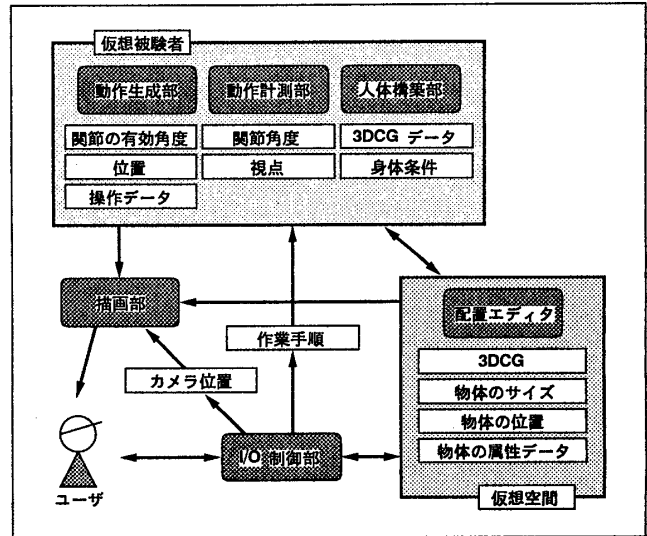 仮想被験者
動作生成部
動作計測部
人体構築部
関節の有効角度
関節角度
3DCG データ
位置
視点
身体条件
操作データ
描画部
配置エディタ
作業手順
3DCG
カメラ位置
物体のサイズ
物体の位置
I/O 制御部
物体の属性データ
ユーザ
仮想空間